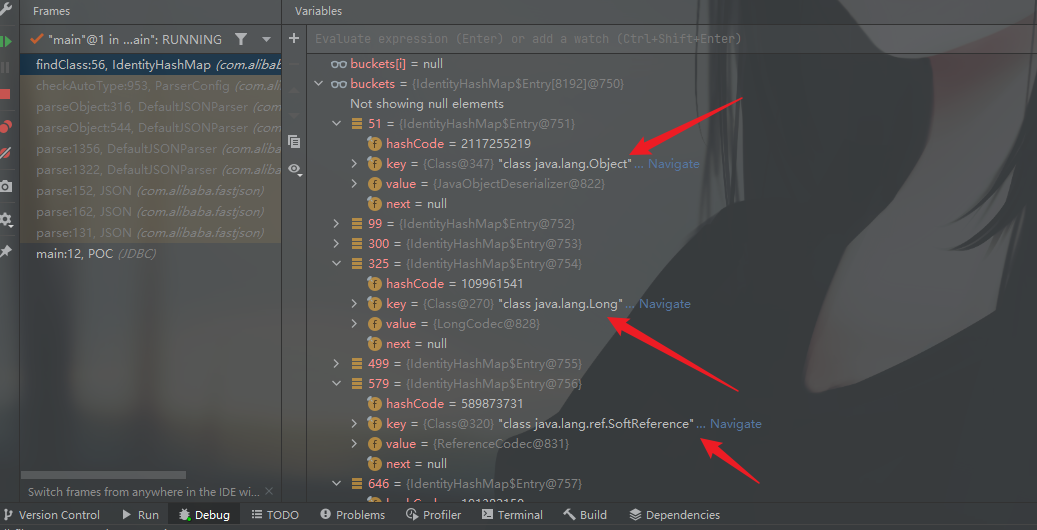 Frames
Variables
"main"@1 in ...ain": RUNNING
Evaluate expression (Enter) or add a watch (Ctrl+Shift+Enter)
findClass:56, IdentityHashMap (com.aliba
checkAutoType:953, ParserConfig (com.ali
parseObject:316, DefaultJSONParser (com
parseObject:544, DefaultJSONParser (com
parse:1356, DefaultJSONParser (com.alib
parse:1322, DefaultJSONParser (com.alib
parse:152, JSON (com.alibaba.fastjson)
parse:162, JSON (com.alibaba.fastjson)
parse:131, JSON (com.alibaba.fastjson)
main:12, POC (JDBC)
Switch frames from anywhere in the IDE wi...
buckets[i] = null
buckets = {IdentityHashMap$Entry[8192]@750}
Not showing null elements
51 = {IdentityHashMap$Entry@751}
hashCode = 2117255219
key = {Class@347} "class java.lang.Object" ... Navigate
value = {JavaObjectDeserializer@822}
next = null
99 = {IdentityHashMap$Entry@752}
300 = {IdentityHashMap$Entry@753}
325 = {IdentityHashMap$Entry@754}
hashCode = 109961541
key = {Class@270} "class java.lang.Long" ... Navigate
value = {LongCodec@828}
next = null
499 = {IdentityHashMap$Entry@755}
579 = {IdentityHashMap$Entry@756}
hashCode = 589873731
key = {Class@320} "class java.lang.ref.SoftReference" ... Navigate
value = {ReferenceCodec@831}
next = null
646 = {IdentityHashMap$Entry@757}
Version Control Run Debug TODO Problems Profiler Terminal Build Dependencies